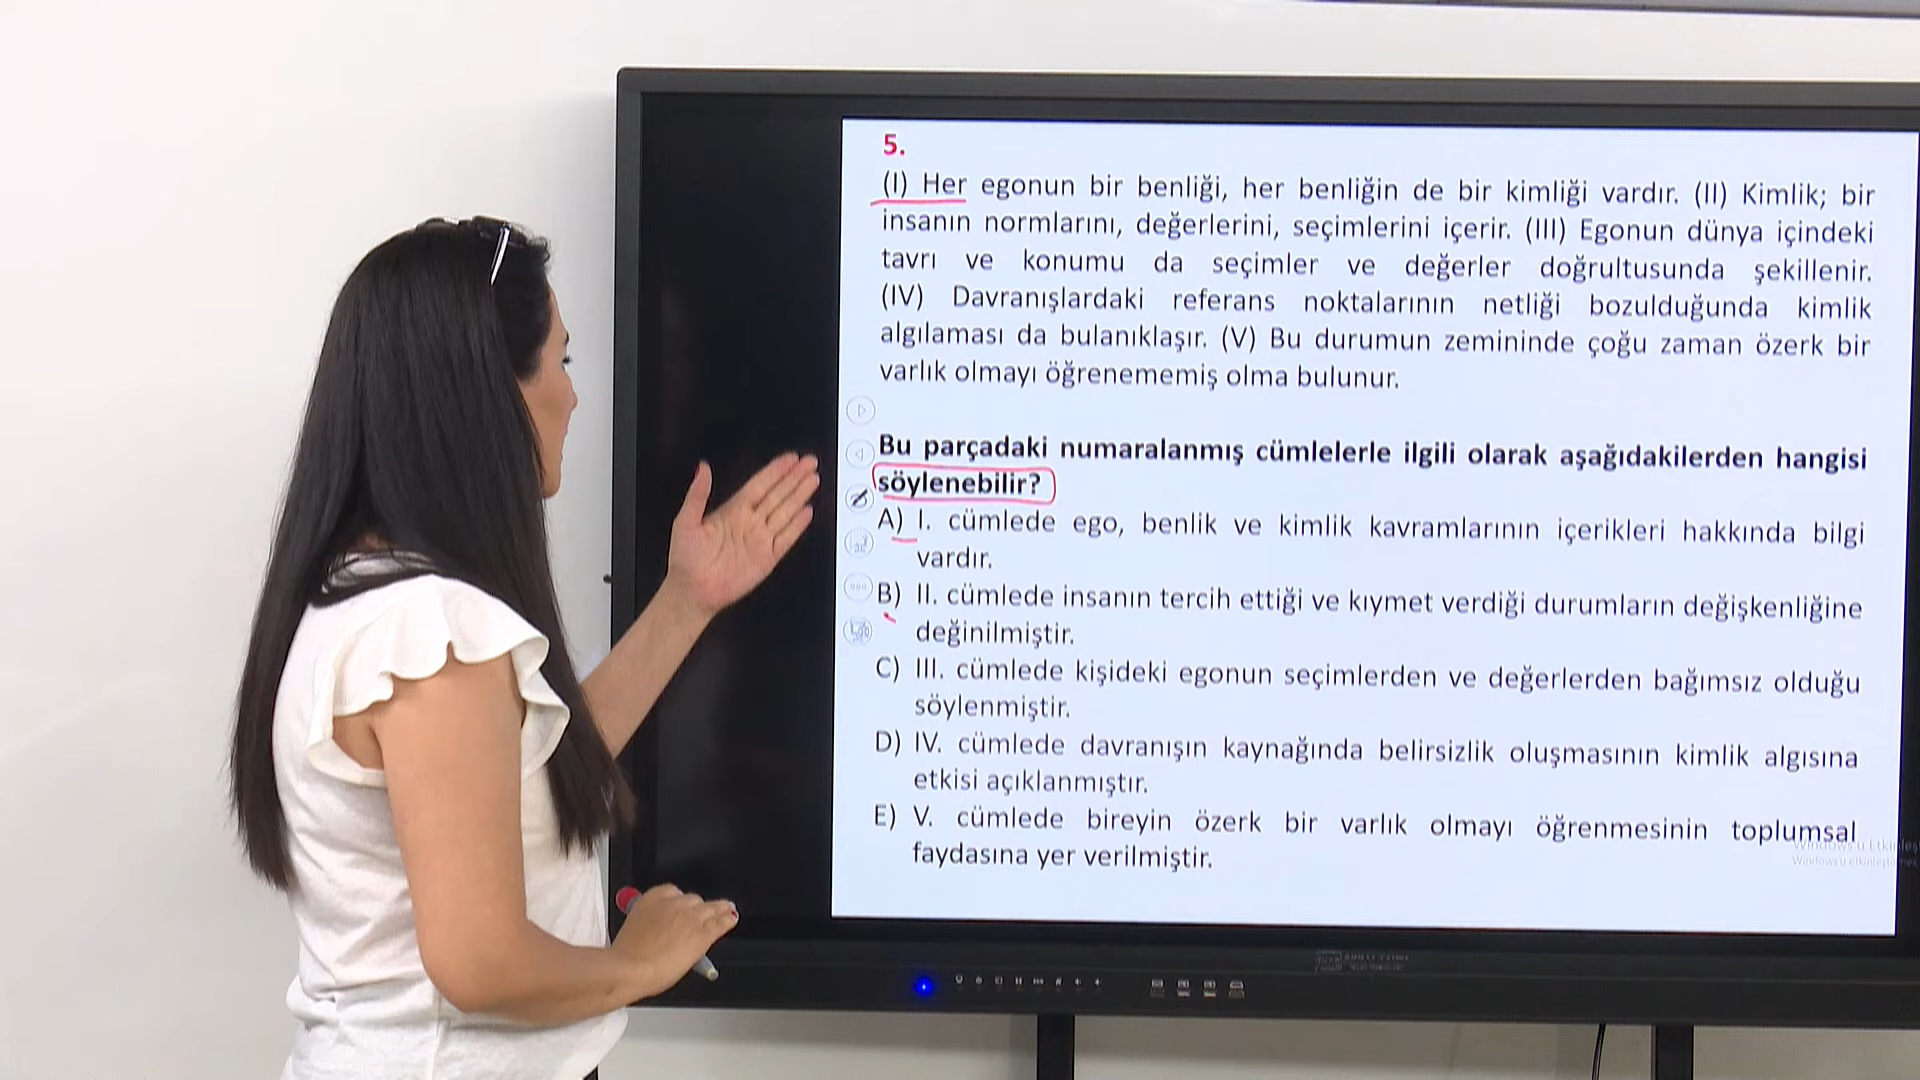 5.
(I) Her egonun bir benliği, her benliğin de bir kimliği vardır. (II) Kimlik; bir
insanın normlarını, değerlerini, seçimlerini içerir. (III) Egonun dünya içindeki
tavrı ve konumu da seçimler ve değerler doğrultusunda şekillenir.
(IV) Davranışlardaki referans noktalarının netliği bozulduğunda kimlik
algılaması da bulanıklaşır. (V) Bu durumun zemininde çoğu zaman özerk bir
varlık olmayı öğrenememiş olma bulunur.
Bu parçadaki numaralanmış cümlelerle ilgili olarak aşağıdakilerden hangisi
söylenebilir?
A) I. cümlede ego, benlik ve kimlik kavramlarının içerikleri hakkında bilgi
vardır.
B) II. cümlede insanın tercih ettiği ve kıymet verdiği durumların değişkenliğine
değinilmiştir.
C) III. cümlede kişideki egonun seçimlerden ve değerlerden bağımsız olduğu
söylenmiştir.
D) IV. cümlede davranışın kaynağında belirsizlik oluşmasının kimlik algısına
etkisi açıklanmıştır.
E) V. cümlede bireyin özerk bir varlık olmayı öğrenmesinin toplumsal
faydasına yer verilmiştir.